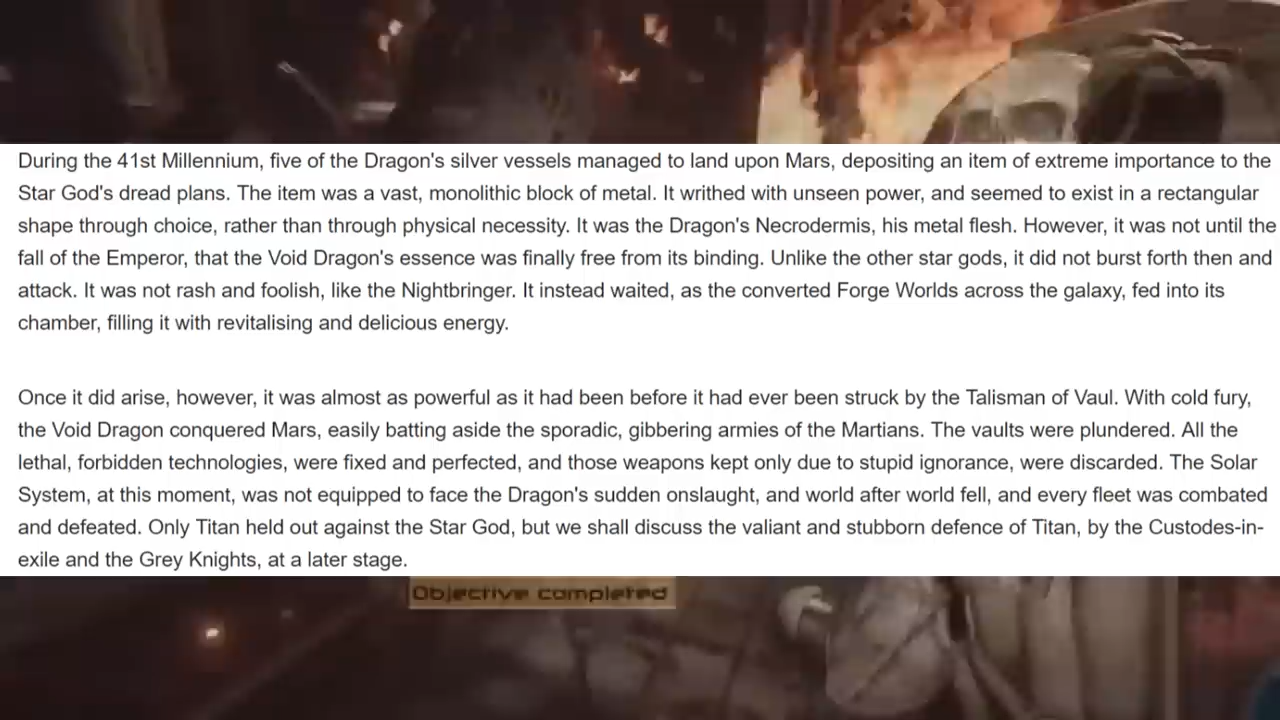 During the 41st Millennium, five of the Dragon's silver vessels managed to land upon Mars, depositing an item of extreme importance to the
Star God's dread plans. The item was a vast, monolithic block of metal. It writhed with unseen power, and seemed to exist in a rectangular
shape through choice, rather than through physical necessity. It was the Dragon's Necrodermis, his metal flesh. However, it was not until the
fall of the Emperor, that the Void Dragon's essence was finally free from its binding. Unlike the other star gods, it did not burst forth then and
attack. It was not rash and foolish, like the Nightbringer. It instead waited, as the converted Forge Worlds across the galaxy, fed into its
chamber, filling it with revitalising and delicious energy.
Once it did arise, however, it was almost as powerful as it had been before it had ever been struck by the Talisman of Vaul. With cold fury,
the Void Dragon conquered Mars, easily batting aside the sporadic, gibbering armies of the Martians. The vaults were plundered. All the
lethal, forbidden technologies, were fixed and perfected, and those weapons kept only due to stupid ignorance, were discarded. The Solar
System, at this moment, was not equipped to face the Dragon's sudden onslaught, and world after world fell, and every fleet was combated
and defeated. Only Titan held out against the Star God, but we shall discuss the valiant and stubborn defence of Titan, by the Custodes-in-
exile and the Grey Knights, at a later stage.
Objective completed